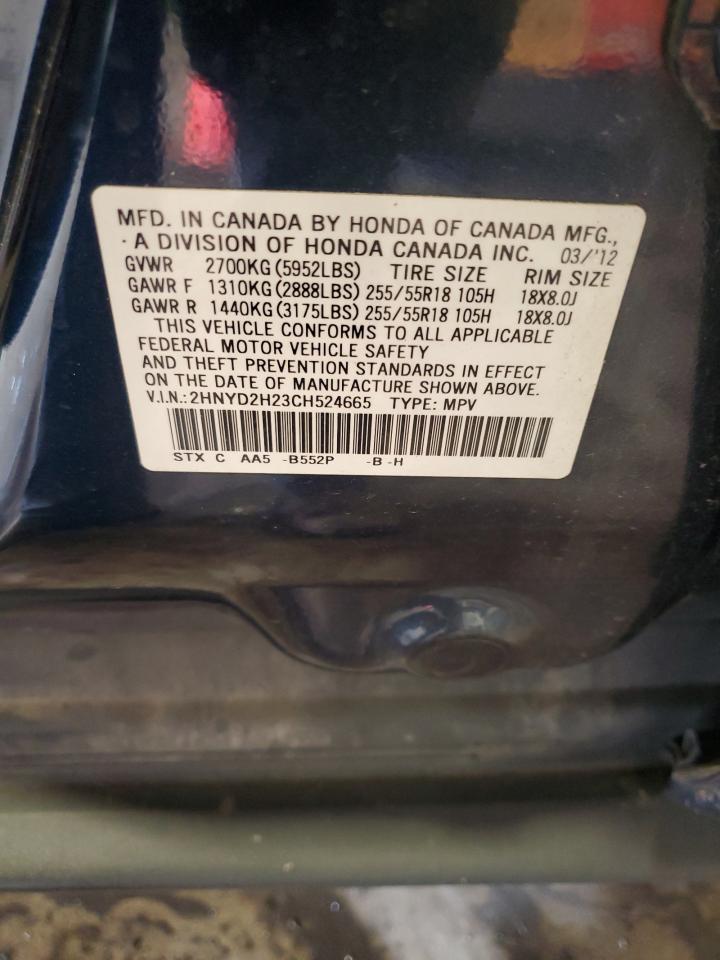 MFD. IN CANADA BY HONDA OF CANADA MFG.,
· A DIVISION OF HONDA CANADA INC. 03/'12
GVWR 2700KG(5952LBS) TIRE SIZE RIM SIZE
GAWR F 1310KG(2888LBS) 255/55R18 105H 18X8.0J
GAWR R 1440KG(3175LBS) 255/55R18 105H 18X8.0J
THIS VEHICLE CONFORMS TO ALL APPLICABLE
FEDERAL MOTOR VEHICLE SAFETY
AND THEFT PREVENTION STANDARDS IN EFFECT
ON THE DATE OF MANUFACTURE SHOWN ABOVE.
V.I.N.:2HNYD2H23CH524665 TYPE: MPV
STX C AA5 -B552P -B -H